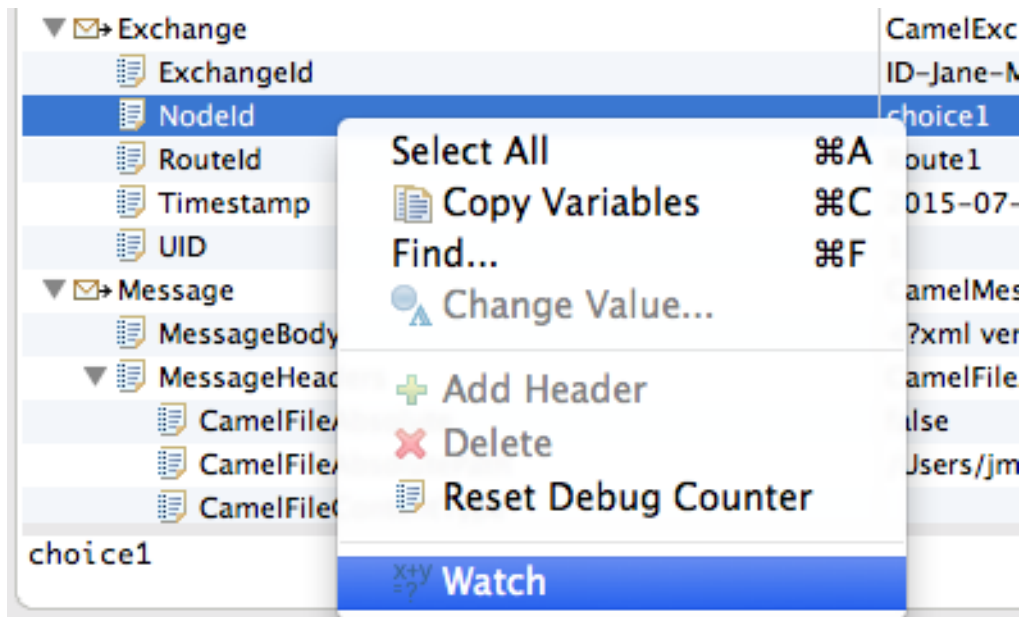 Exchange CamelExc
ExchangeId ID-Jane-M
NodeId choice1
RouteId oute1
Timestamp 015-07-
UID
Message amelMes
MessageBody ?xml ver
MessageHead amelFile
CamelFile alse
CamelFile Users/jm
CamelFile
choice1
Select All ⌘A
Copy Variables ⌘C
Find... ⌘F
Change Value...
Add Header
Delete
Reset Debug Counter
x+y
=?
Watch